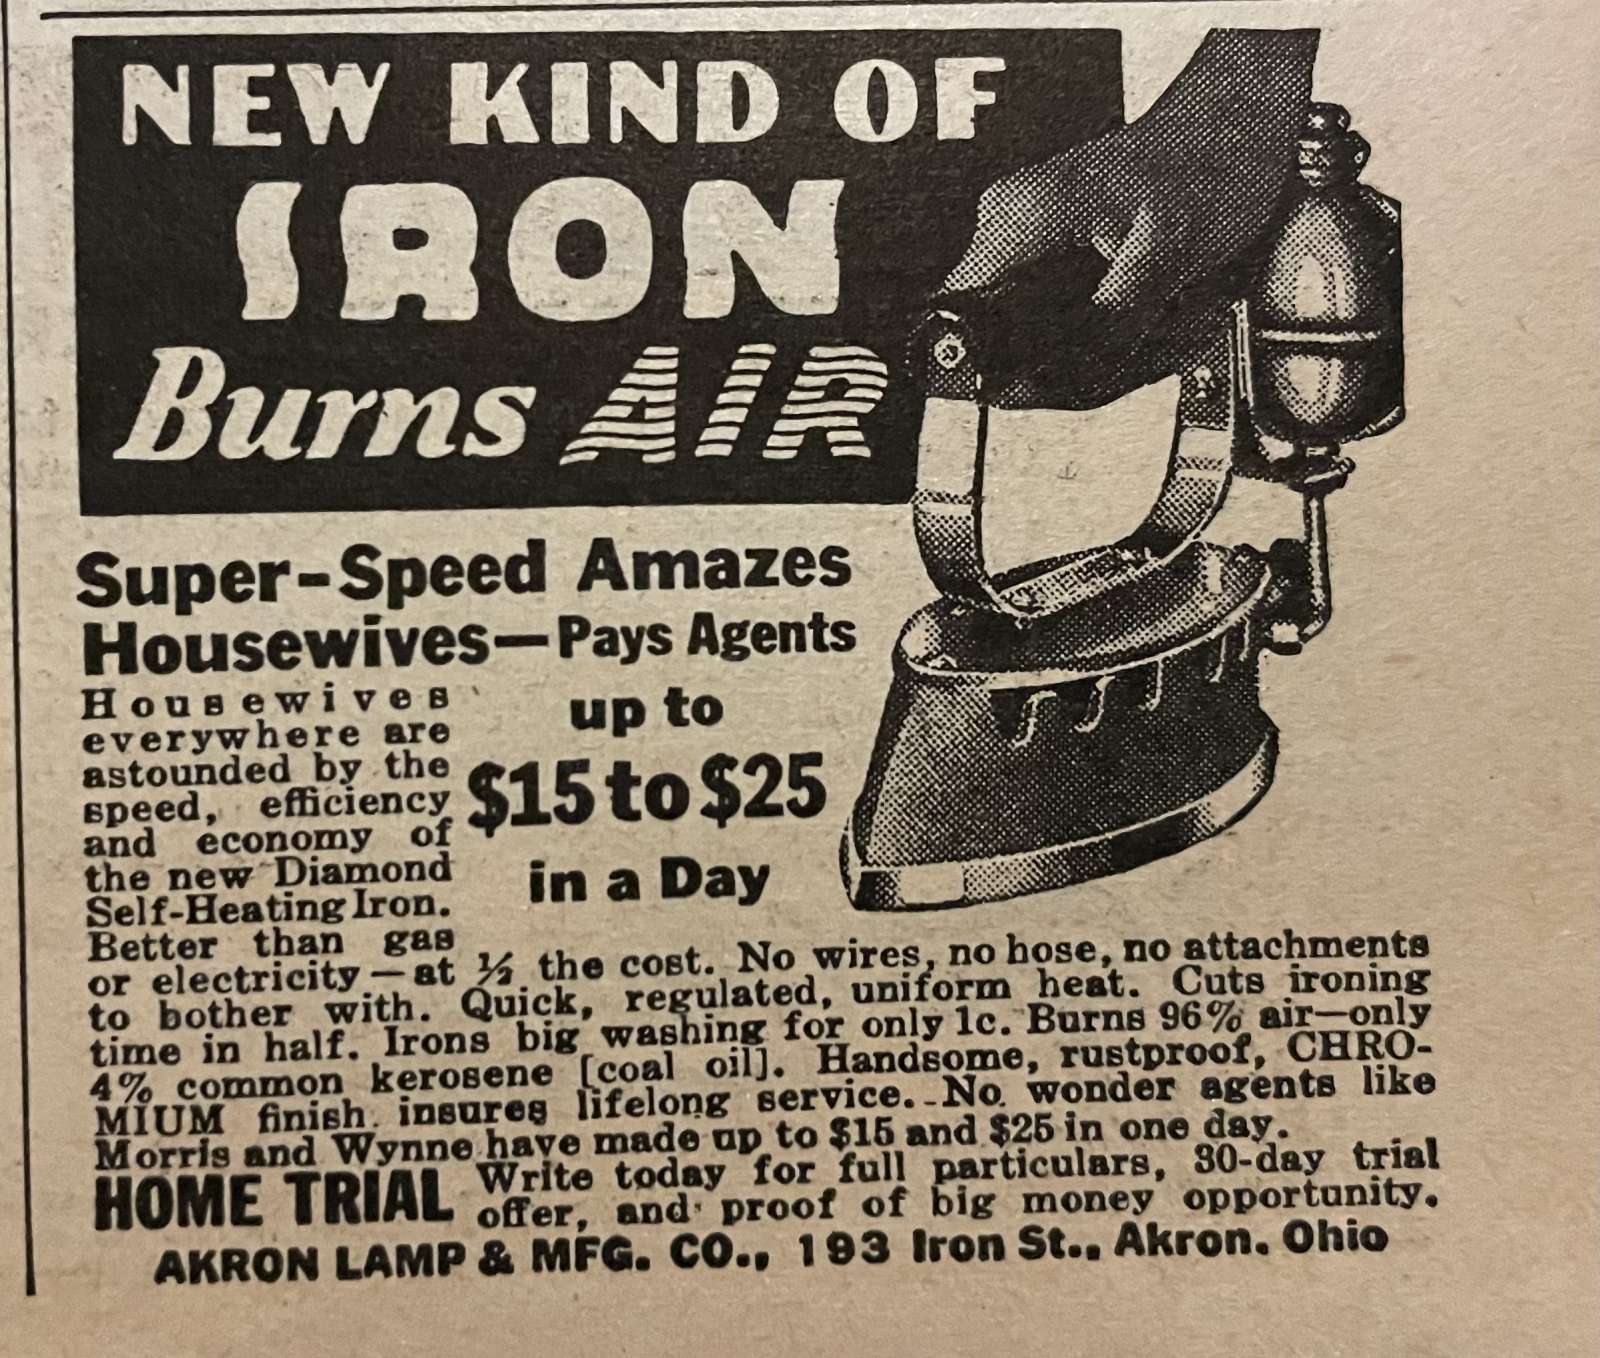 NEW KIND OF
IRON
Burns AIR
Super-Speed Amazes
Housewives—Pays Agents
up to
$15 to $25
in a Day
Housewives
everywhere are
astounded by the
speed, efficiency
and economy of
the new Diamond
Self-Heating Iron.
Better than gas
or electricity—at ½ the cost. No wires, no hose, no attachments
to bother with. Quick, regulated, uniform heat. Cuts ironing
time in half. Irons big washing for only 1c. Burns 96% air—only
4% common kerosene [coal oil]. Handsome, rustproof, CHRO-
MIUM finish insures lifelong service. No wonder agents like
Morris and Wynne have made up to $15 and $25 in one day.
HOME TRIAL Write today for full particulars, 30-day trial
offer, and proof of big money opportunity.
AKRON LAMP & MFG. CO., 193 Iron St., Akron. Ohio